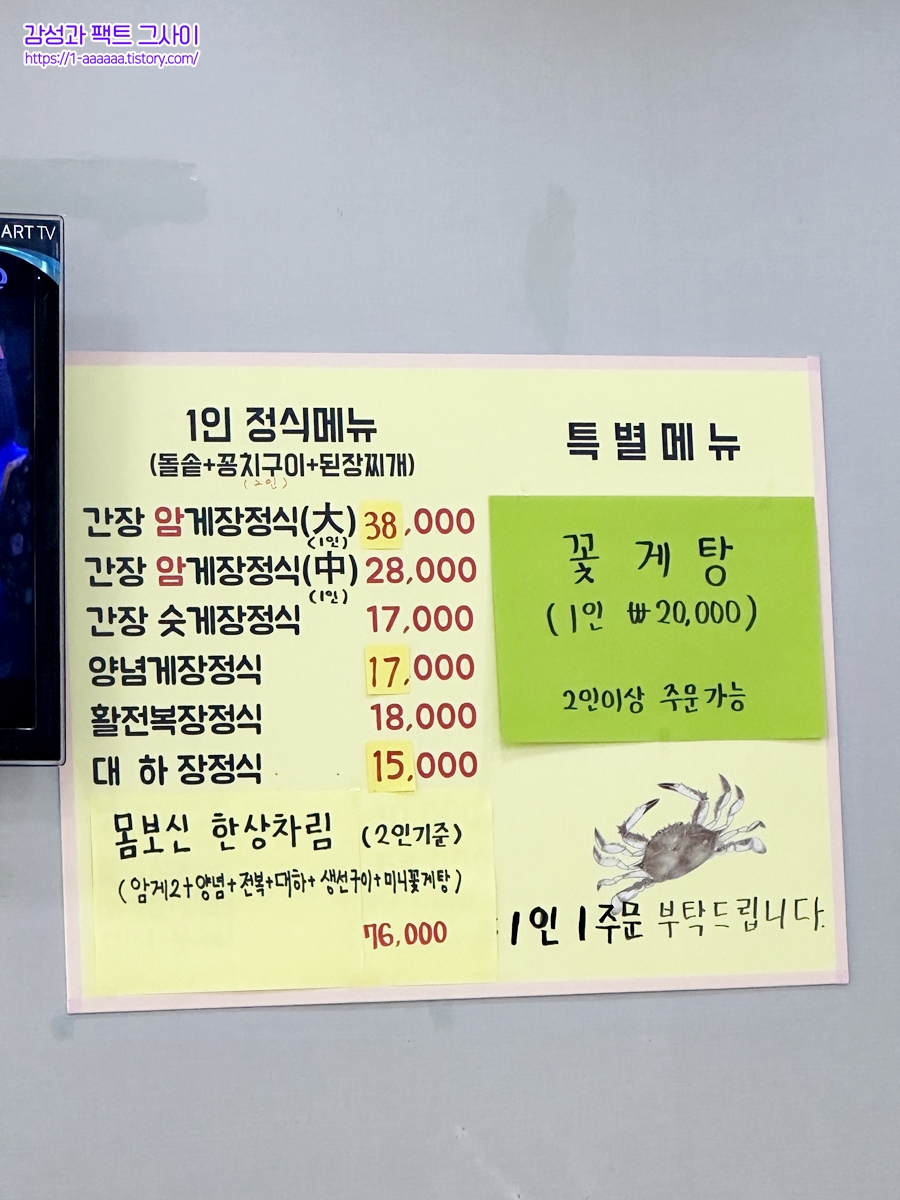 감성과 팩트 그사이
https://1-aaaaaa.tistory.com/
ART TV
1인 정식메뉴
(돌솥+꽁치구이+된장찌개)
(2인)
간장 암게장정식(大) 38,000
(1인)
간장 암게장정식(中) 28,000
(1인)
간장 숫게장정식 17,000
양념게장정식 17,000
활전복장정식 18,000
대 하 장정식 15,000
몸보신 한상차림 (2인기준)
(암게2+양념+전복+대하+생선구이+미니꽃게탕)
76,000
특별메뉴
꽃게탕
(1인 ₩20,000)
2인이상 주문가능
1인 1주문 부탁드립니다.